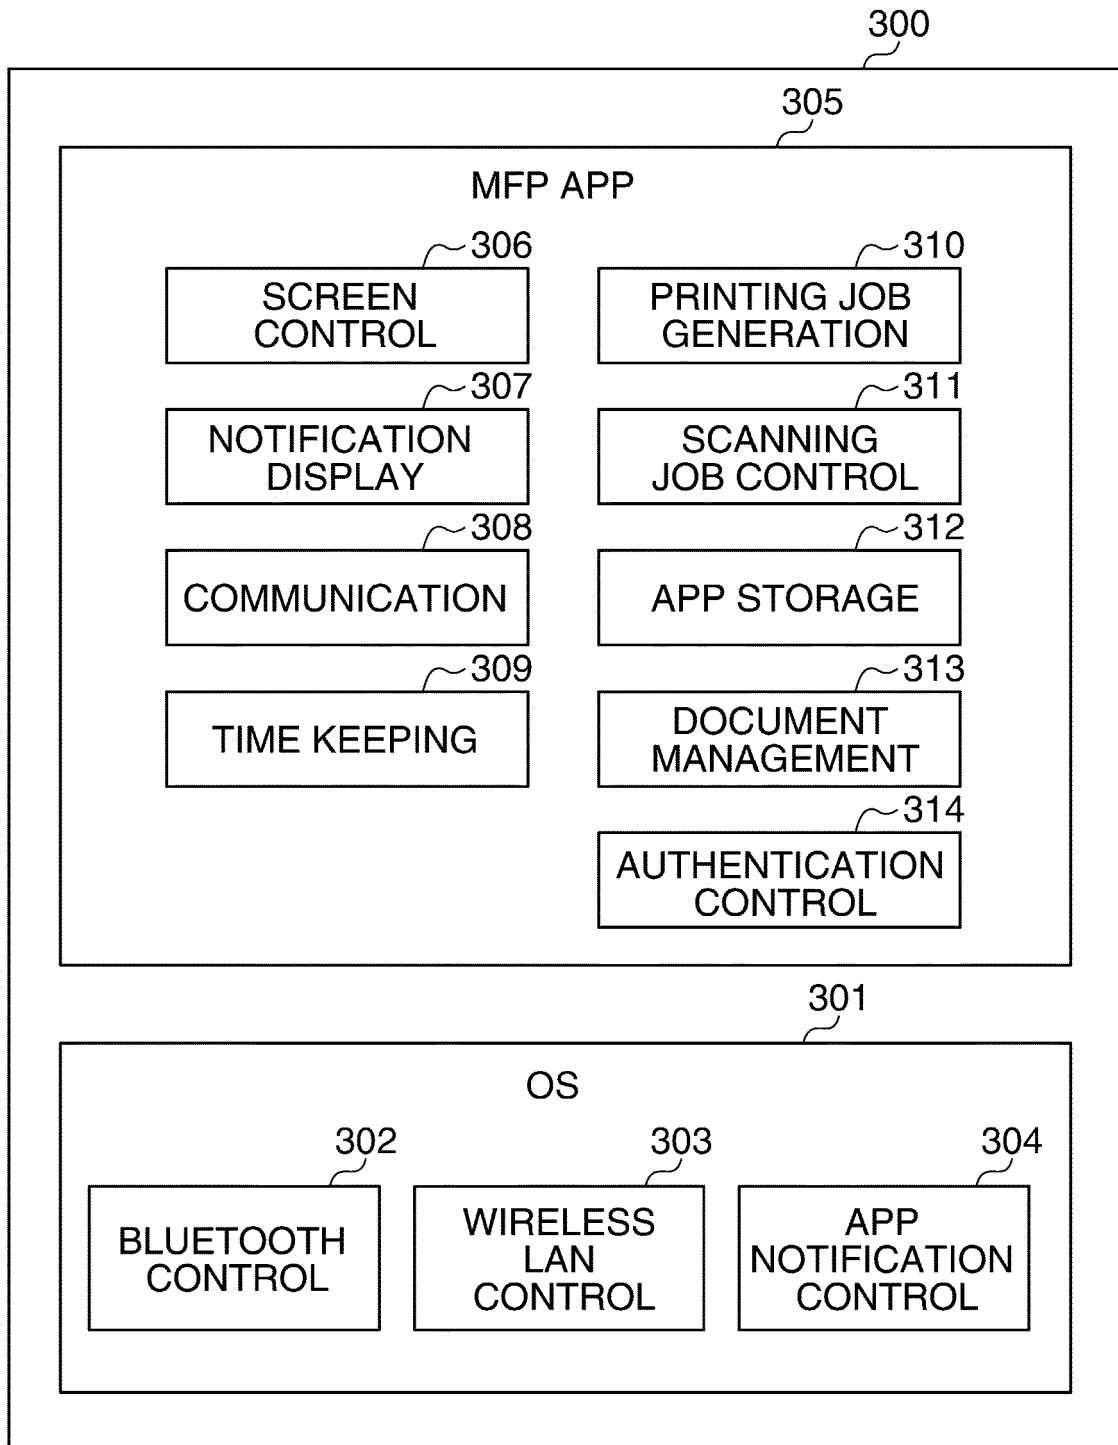 300
305
MFP APP
306
SCREEN
CONTROL
307
NOTIFICATION
DISPLAY
308
COMMUNICATION
309
TIME KEEPING
310
PRINTING JOB
GENERATION
311
SCANNING
JOB CONTROL
312
APP STORAGE
313
DOCUMENT
MANAGEMENT
314
AUTHENTICATION
CONTROL
301
OS
302
BLUETOOTH
CONTROL
303
WIRELESS
LAN
CONTROL
304
APP
NOTIFICATION
CONTROL